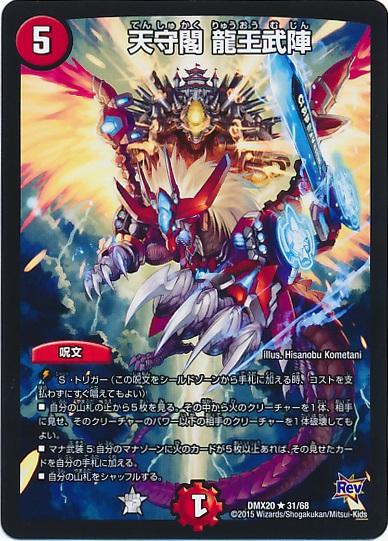 5
てんしゅかく りゅうおう むじん
天守閣 龍王武陣
呪文
Illus. Hisanobu Kometani
S・トリガー (この呪文をシールドゾーンから手札に加える時、コストを支
払わずにすぐ唱えてもよい)
■自分の山札の上から5枚を見る。その中から火のクリーチャーを1体、相手
に見せ、そのクリーチャーのパワー以下の相手のクリーチャーを1体破壊しても
よい。
■マナ武装 5:自分のマナゾーンに火のカードが5枚以上あれば、その見せたカー
ドを自分の手札に加える。
■自分の山札をシャッフルする。
1
Rev
DMX20 ★ 31/68
©2015 Wizards/Shogakukan/Mitsui-Kids